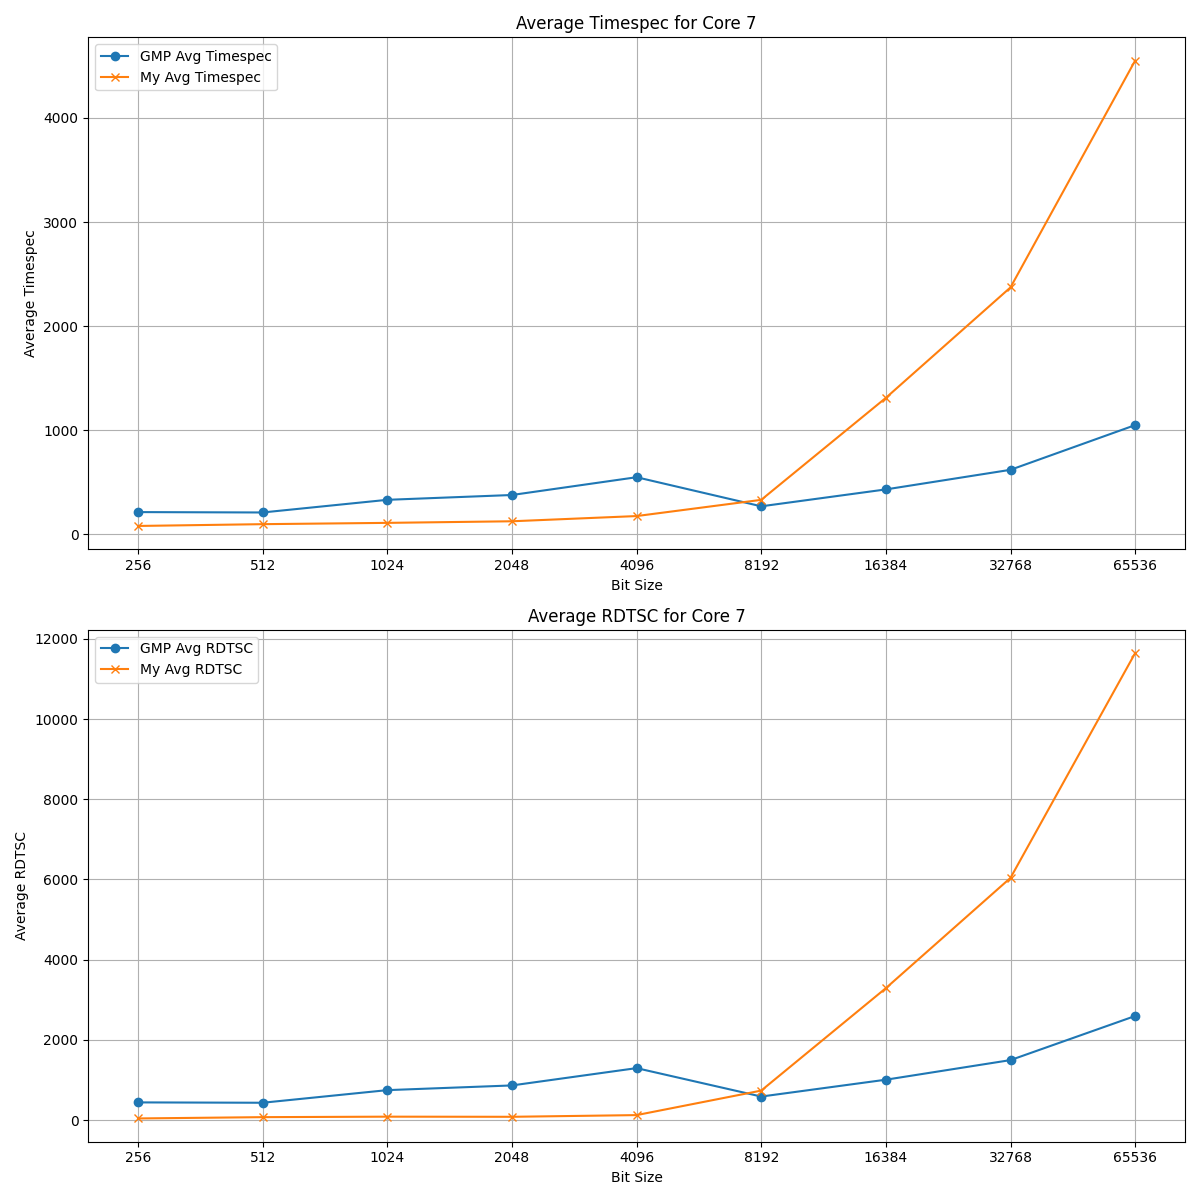 Average Timespec for Core 7
GMP Avg Timespec
My Avg Timespec
4000
3000
2000
1000
0
Average Timespec
256 512 1024 2048 4096 8192 16384 32768 65536
Bit Size
Average RDTSC for Core 7
GMP Avg RDTSC
My Avg RDTSC
12000
10000
8000
6000
4000
2000
0
Average RDTSC
256 512 1024 2048 4096 8192 16384 32768 65536
Bit Size